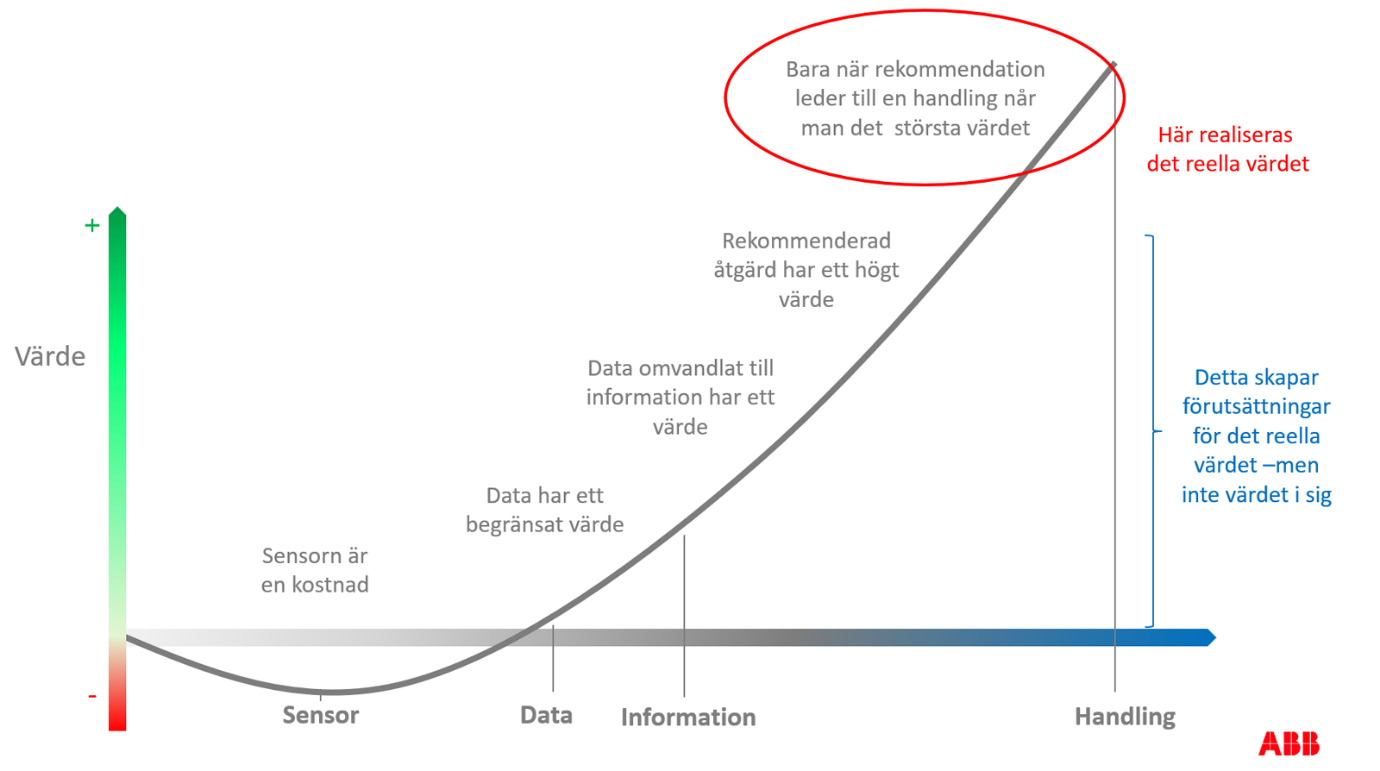 Bara när rekommendation
leder till en handling når
man det  största värdet
Här realiseras
det reella värdet
+
Rekommenderad
åtgärd har ett högt
värde
Värde
Data omvandlat till
information har ett
värde
Detta skapar
förutsättningar
för det reella
värdet –men
inte värdet i sig
Data har ett
begränsat värde
Sensorn är
en kostnad
-
Sensor
Data
Information
Handling
ABB